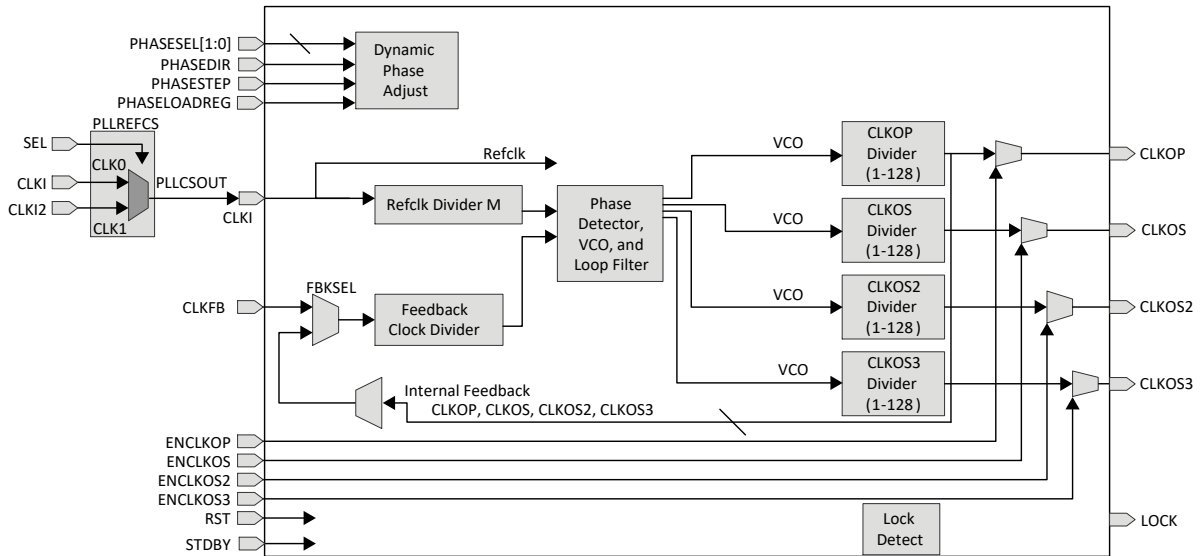 PHASESEL[1:0]
PHASEDIR
PHASESTEP
PHASELOADREG
Dynamic
Phase
Adjust
PLLREFCS
SEL
CLK0
CLKI
CLKI2
CLK1
PLLCSOUT
CLKI
Refclk
Refclk Divider M
Phase
Detector,
VCO, and
Loop Filter
VCO
CLKOP
Divider
(1-128)
CLKOP
VCO
CLKOS
Divider
(1-128)
CLKOS
CLKFB
FBKSEL
Feedback
Clock Divider
VCO
CLKOS2
Divider
(1-128)
CLKOS2
VCO
CLKOS3
Divider
(1-128)
CLKOS3
Internal Feedback
CLKOP, CLKOS, CLKOS2, CLKOS3
ENCLKOP
ENCLKOS
ENCLKOS2
ENCLKOS3
RST
STDBY
Lock
Detect
LOCK